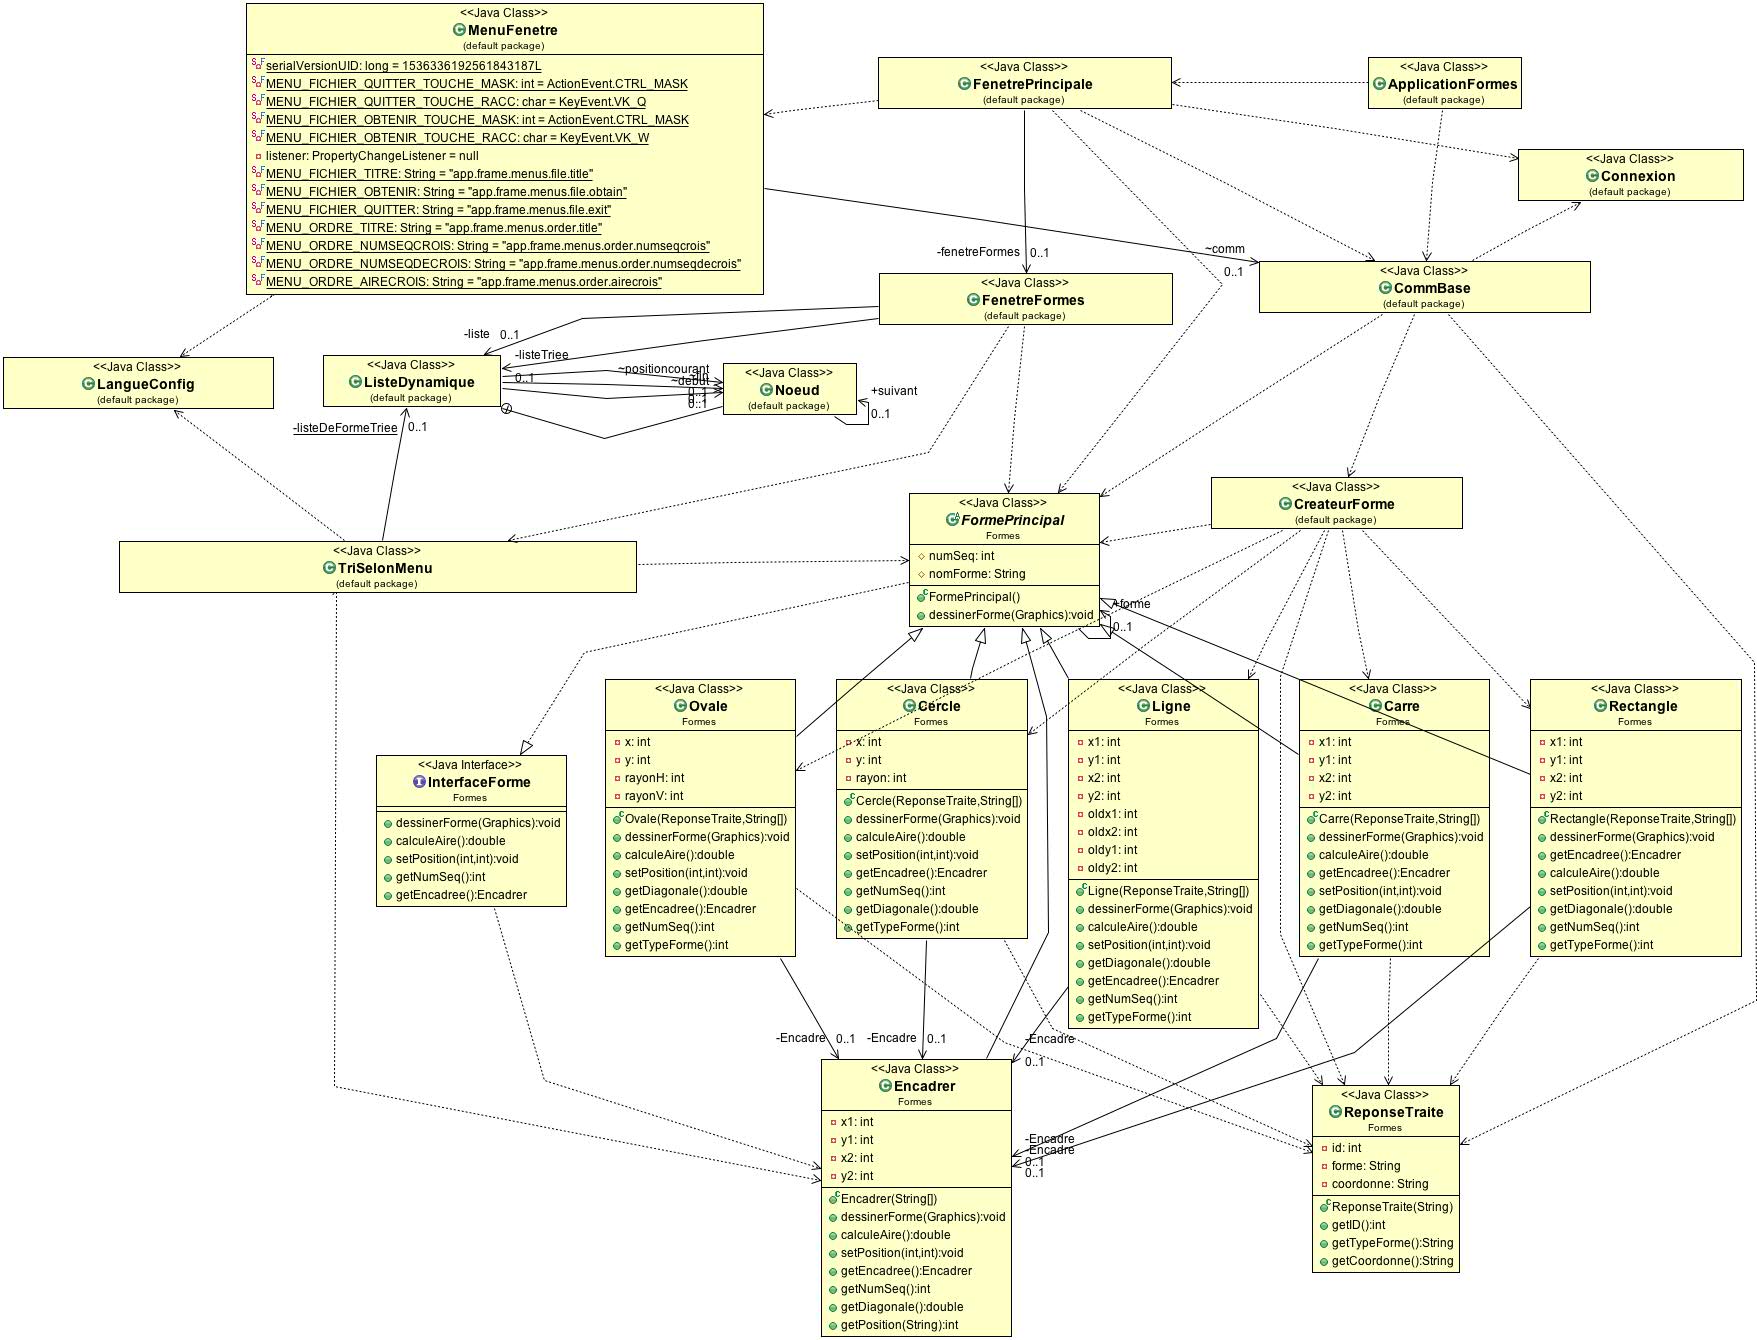 <<Java Class>>
MenuFenetre
(default package)
serialVersionUID: long = 1536336192561843187L
MENU_FICHIER_QUITTER_TOUCHE_MASK: int = ActionEvent.CTRL_MASK
MENU_FICHIER_QUITTER_TOUCHE_RACC: char = KeyEvent.VK_Q
MENU_FICHIER_OBTENIR_TOUCHE_MASK: int = ActionEvent.CTRL_MASK
MENU_FICHIER_OBTENIR_TOUCHE_RACC: char = KeyEvent.VK_W
listener: PropertyChangeListener = null
MENU_FICHIER_TITRE: String = "app.frame.menus.file.title"
MENU_FICHIER_OBTENIR: String = "app.frame.menus.file.obtain"
MENU_FICHIER_QUITTER: String = "app.frame.menus.file.exit"
MENU_ORDRE_TITRE: String = "app.frame.menus.order.title"
MENU_ORDRE_NUMSEQCROIS: String = "app.frame.menus.order.numseqcrois"
MENU_ORDRE_NUMSEQDECROIS: String = "app.frame.menus.order.numseqdecrois"
MENU_ORDRE_AIRECROIS: String = "app.frame.menus.order.airecrois"
<<Java Class>>
FenetrePrincipale
(default package)
<<Java Class>>
ApplicationFormes
(default package)
<<Java Class>>
Connexion
(default package)
-fenetreFormes
0..1
~comm
0..1
<<Java Class>>
FenetreFormes
(default package)
<<Java Class>>
CommBase
(default package)
-liste
0..1
-listeTriee
0..1
<<Java Class>>
LangueConfig
(default package)
<<Java Class>>
ListeDynamique
(default package)
~positioncourant
~debut
0..1
0..1
<<Java Class>>
Noeud
(default package)
+suivant
0..1
-listeDeFormeTriee
0..1
<<Java Class>>
TriSelonMenu
(default package)
<<Java Class>>
FormePrincipal
Formes
numSeq: int
nomForme: String
FormePrincipal()
dessinerForme(Graphics):void
+forme
0..1
<<Java Class>>
CreateurForme
(default package)
<<Java Interface>>
InterfaceForme
Formes
dessinerForme(Graphics):void
calculeAire():double
setPosition(int,int):void
getNumSeq():int
getEncadree():Encadrer
<<Java Class>>
Ovale
Formes
x: int
y: int
rayonH: int
rayonV: int
Ovale(ReponseTraite,String[])
dessinerForme(Graphics):void
calculeAire():double
setPosition(int,int):void
getDiagonale():double
getEncadree():Encadrer
getNumSeq():int
getTypeForme():int
<<Java Class>>
Cercle
Formes
x: int
y: int
rayon: int
Cercle(ReponseTraite,String[])
dessinerForme(Graphics):void
calculeAire():double
setPosition(int,int):void
getEncadree():Encadrer
getNumSeq():int
getDiagonale():double
getTypeForme():int
<<Java Class>>
Ligne
Formes
x1: int
y1: int
x2: int
y2: int
oldx1: int
oldx2: int
oldy1: int
oldy2: int
Ligne(ReponseTraite,String[])
dessinerForme(Graphics):void
calculeAire():double
setPosition(int,int):void
getDiagonale():double
getEncadree():Encadrer
getNumSeq():int
getTypeForme():int
<<Java Class>>
Carre
Formes
x1: int
y1: int
x2: int
y2: int
Carre(ReponseTraite,String[])
dessinerForme(Graphics):void
calculeAire():double
getEncadree():Encadrer
setPosition(int,int):void
getDiagonale():double
getNumSeq():int
getTypeForme():int
<<Java Class>>
Rectangle
Formes
x1: int
y1: int
x2: int
y2: int
Rectangle(ReponseTraite,String[])
dessinerForme(Graphics):void
getEncadree():Encadrer
calculeAire():double
setPosition(int,int):void
getDiagonale():double
getNumSeq():int
getTypeForme():int
-Encadre
0..1
-Encadre
0..1
-Encadre
0..1
-Encadre
-Encadre
0..1
0..1
<<Java Class>>
Encadrer
Formes
x1: int
y1: int
x2: int
y2: int
Encadrer(String[])
dessinerForme(Graphics):void
calculeAire():double
setPosition(int,int):void
getEncadree():Encadrer
getNumSeq():int
getDiagonale():double
getPosition(String):int
<<Java Class>>
ReponseTraite
Formes
id: int
forme: String
coordonne: String
ReponseTraite(String)
getID():int
getTypeForme():String
getCoordonne():String